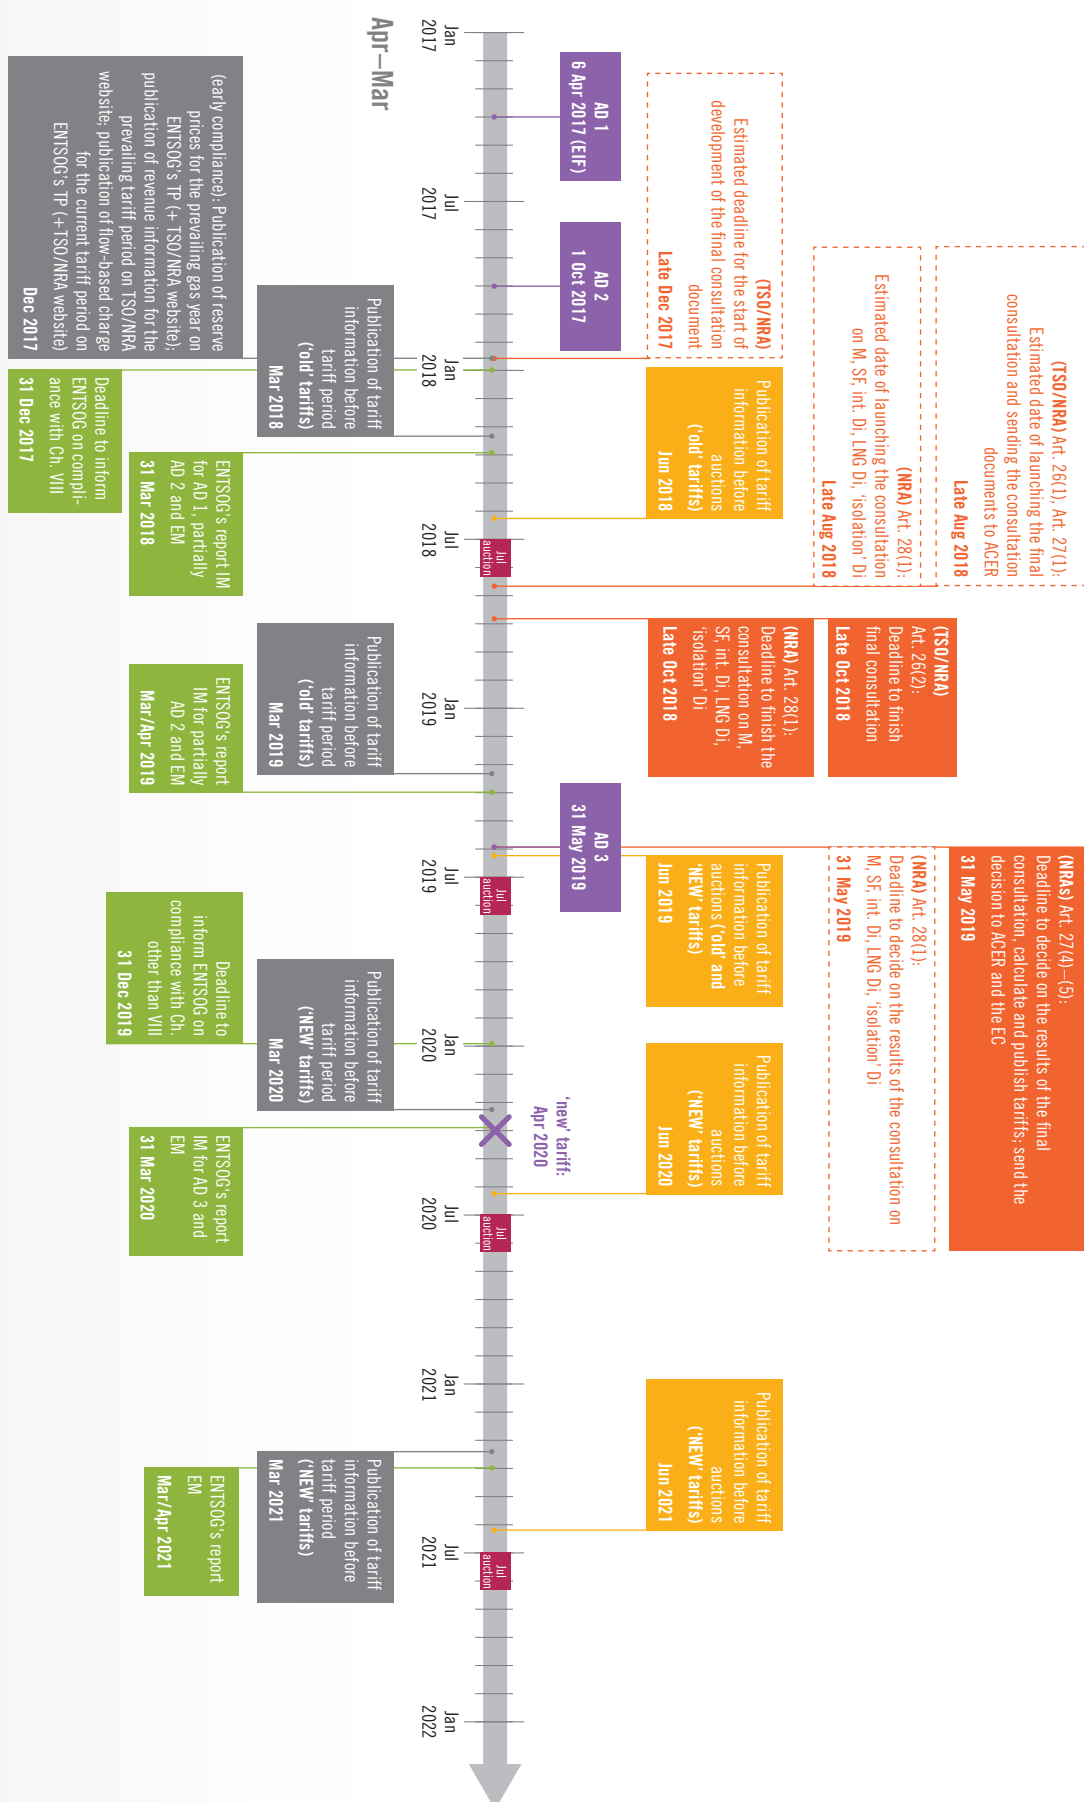 (TSO/NRA) Art. 26(1), Art. 27(1):
Estimated date of launching the final
consultation and sending the consultation
documents to ACER
Late Aug 2018
(NRAs) Art. 27(4)–(5):
Deadline to decide on the results of the final
consultation, calculate and publish tariffs; send the
decision to ACER and the EC
31 May 2019
(NRA) Art. 28(1):
Estimated date of launching the consultation
on M, SF, int. Di, LNG Di, 'isolation' Di
Late Aug 2018
(TSO/NRA)
Art. 26(2):
Deadline to finish
final consultation
Late Oct 2018
(NRA) Art. 28(1):
Deadline to decide on the results of the consultation on
M, SF, int. Di, LNG Di, 'isolation' Di
31 May 2019
(TSO/NRA)
Estimated deadline for the start of
development of the final consultation
document
Late Dec 2017
Publication of tariff
information before
auctions
('old' tariffs)
Jun 2018
(NRA) Art. 28(1):
Deadline to finish the
consultation on M,
SF, int. Di, LNG Di,
'isolation' Di
Late Oct 2018
Publication of tariff
information before
auctions ('old' and
'NEW' tariffs)
Jun 2019
Publication of tariff
information before
auctions
('NEW' tariffs)
Jun 2020
Publication of tariff
information before
auctions
('NEW' tariffs)
Jun 2021
AD 1
6 Apr 2017 (EIF)
AD 2
1 Oct 2017
AD 3
31 May 2019
'new' tariff:
Apr 2020
Jul
auction
Jul
auction
Jul
auction
Jul
auction
Jan
2017
Jul
2017
Jan
2018
Jul
2018
Jan
2019
Jul
2019
Jan
2020
Jul
2020
Jan
2021
Jul
2021
Jan
2022
Apr–Mar
(early compliance): Publication of reserve
prices for the prevailing gas year on
ENTSOG's TP (+ TSO/NRA website);
publication of revenue information for the
prevailing tariff period on TSO/NRA
website; publication of flow-based charge
for the current tariff period on
ENTSOG's TP (+ TSO/NRA website)
Dec 2017
Publication of tariff
information before
tariff period
('old' tariffs)
Mar 2018
Publication of tariff
information before
tariff period
('old' tariffs)
Mar 2019
Publication of tariff
information before
tariff period
('NEW' tariffs)
Mar 2020
Publication of tariff
information before
tariff period
('NEW' tariffs)
Mar 2021
Deadline to inform
ENTSOG on compli-
ance with Ch. VIII
31 Dec 2017
ENTSOG's report IM
for AD 1, partially
AD 2 and EM
31 Mar 2018
ENTSOG's report
IM for partially
AD 2 and EM
Mar/Apr 2019
Deadline to
inform ENTSOG on
compliance with Ch.
other than VIII
31 Dec 2019
ENTSOG's report
IM for AD 3 and
EM
31 Mar 2020
ENTSOG's report
EM
Mar/Apr 2021